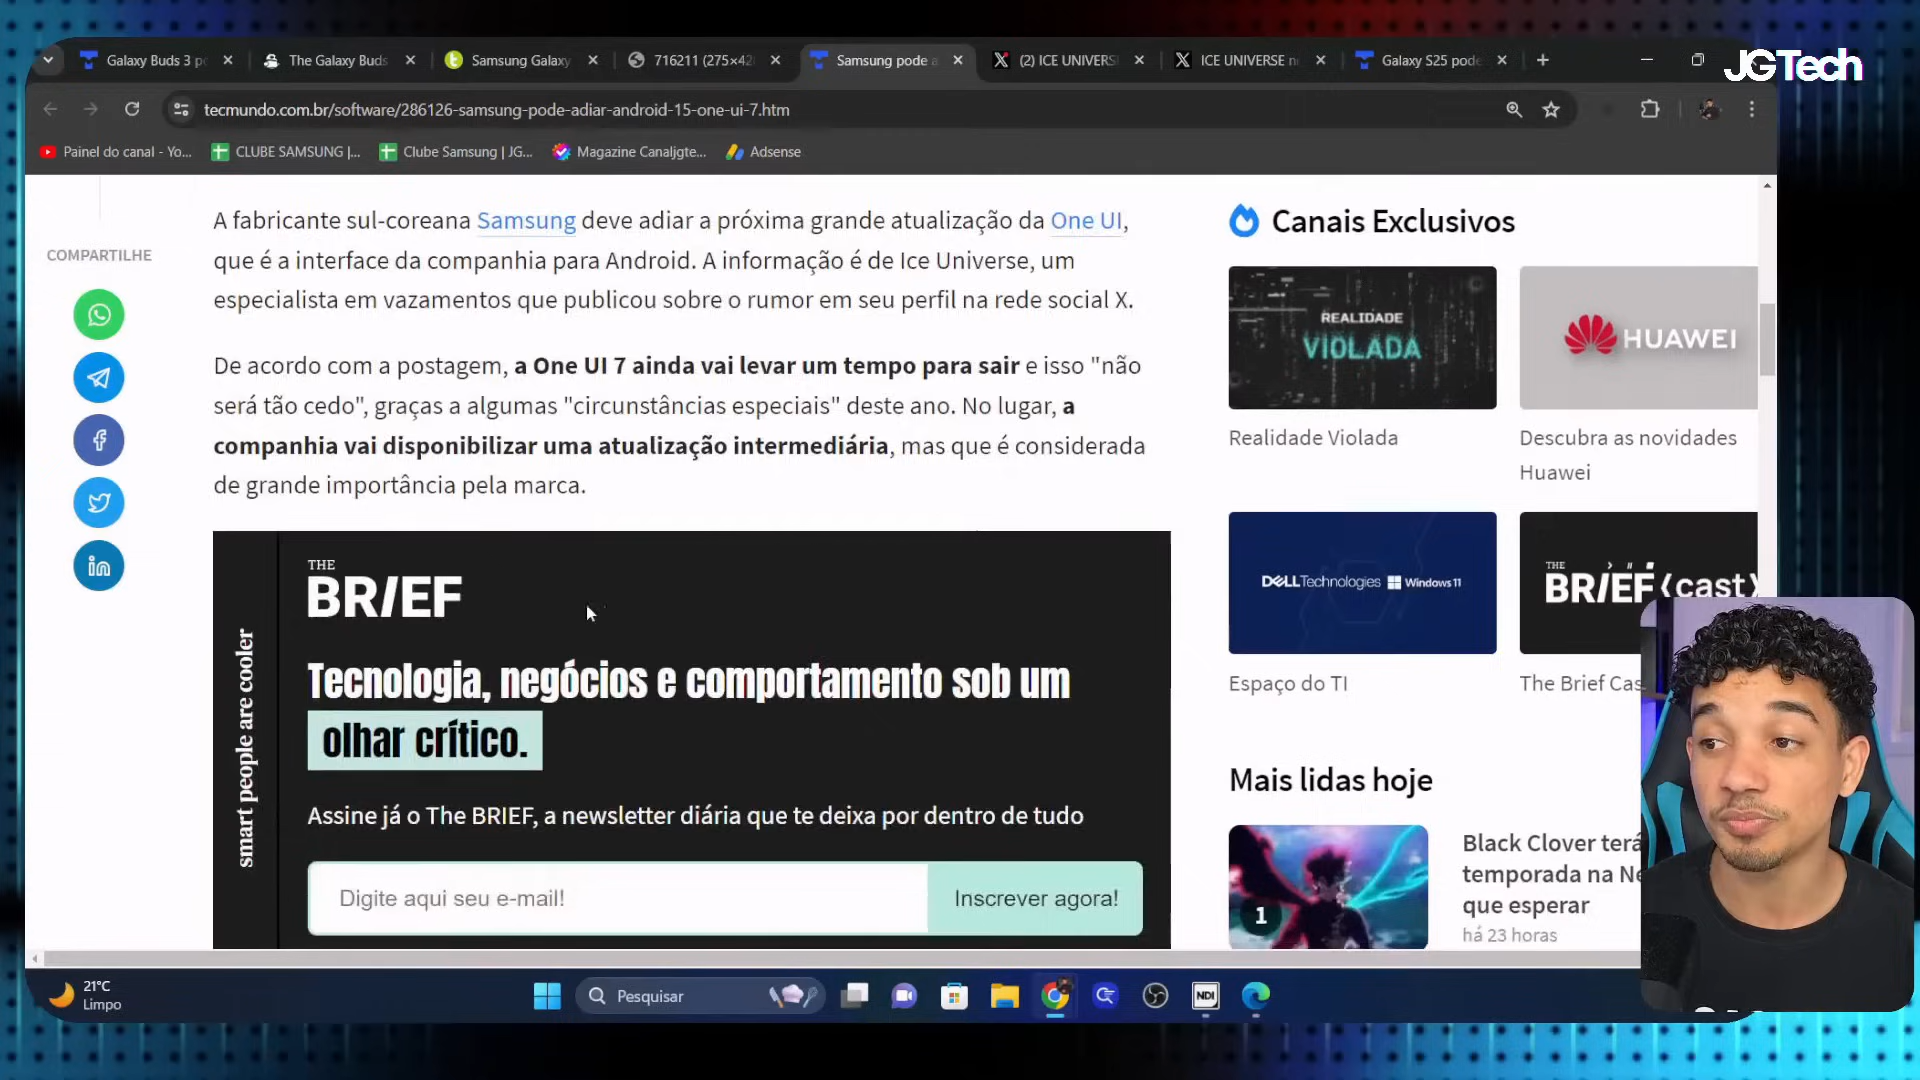 JGTech
Galaxy Buds 3 p
The Galaxy Buds
Samsung Galaxy
716211 (275×42
Samsung pode a
(2) ICE UNIVERS
ICE UNIVERSE n
Galaxy S25 pod
tecmundo.com.br/software/286126-samsung-pode-adiar-android-15-one-ui-7.htm
Painel do canal - Yo...
CLUBE SAMSUNG |...
Clube Samsung | JG...
Magazine Canaljgte...
Adsense
COMPARTILHE
A fabricante sul-coreana Samsung deve adiar a próxima grande atualização da One UI,
que é a interface da companhia para Android. A informação é de Ice Universe, um
especialista em vazamentos que publicou sobre o rumor em seu perfil na rede social X.
De acordo com a postagem, a One UI 7 ainda vai levar um tempo para sair e isso "não
será tão cedo", graças a algumas "circunstâncias especiais" deste ano. No lugar, a
companhia vai disponibilizar uma atualização intermediária, mas que é considerada
de grande importância pela marca.
smart people are cooler
THE
BRIEF
Tecnologia, negócios e comportamento sob um
olhar crítico.
Assine já o The BRIEF, a newsletter diária que te deixa por dentro de tudo
Digite aqui seu e-mail!
Inscrever agora!
Canais Exclusivos
REALIDADE
VIOLADA
HUAWEI
Realidade Violada
Descubra as novidades
Huawei
DELLTechnologies Windows 11
THE
BRIEF (cast)
Espaço do TI
The Brief Cas
Mais lidas hoje
1
Black Clover terá
temporada na Ne
que esperar
há 23 horas
21°C
Limpo
Pesquisar
NDI